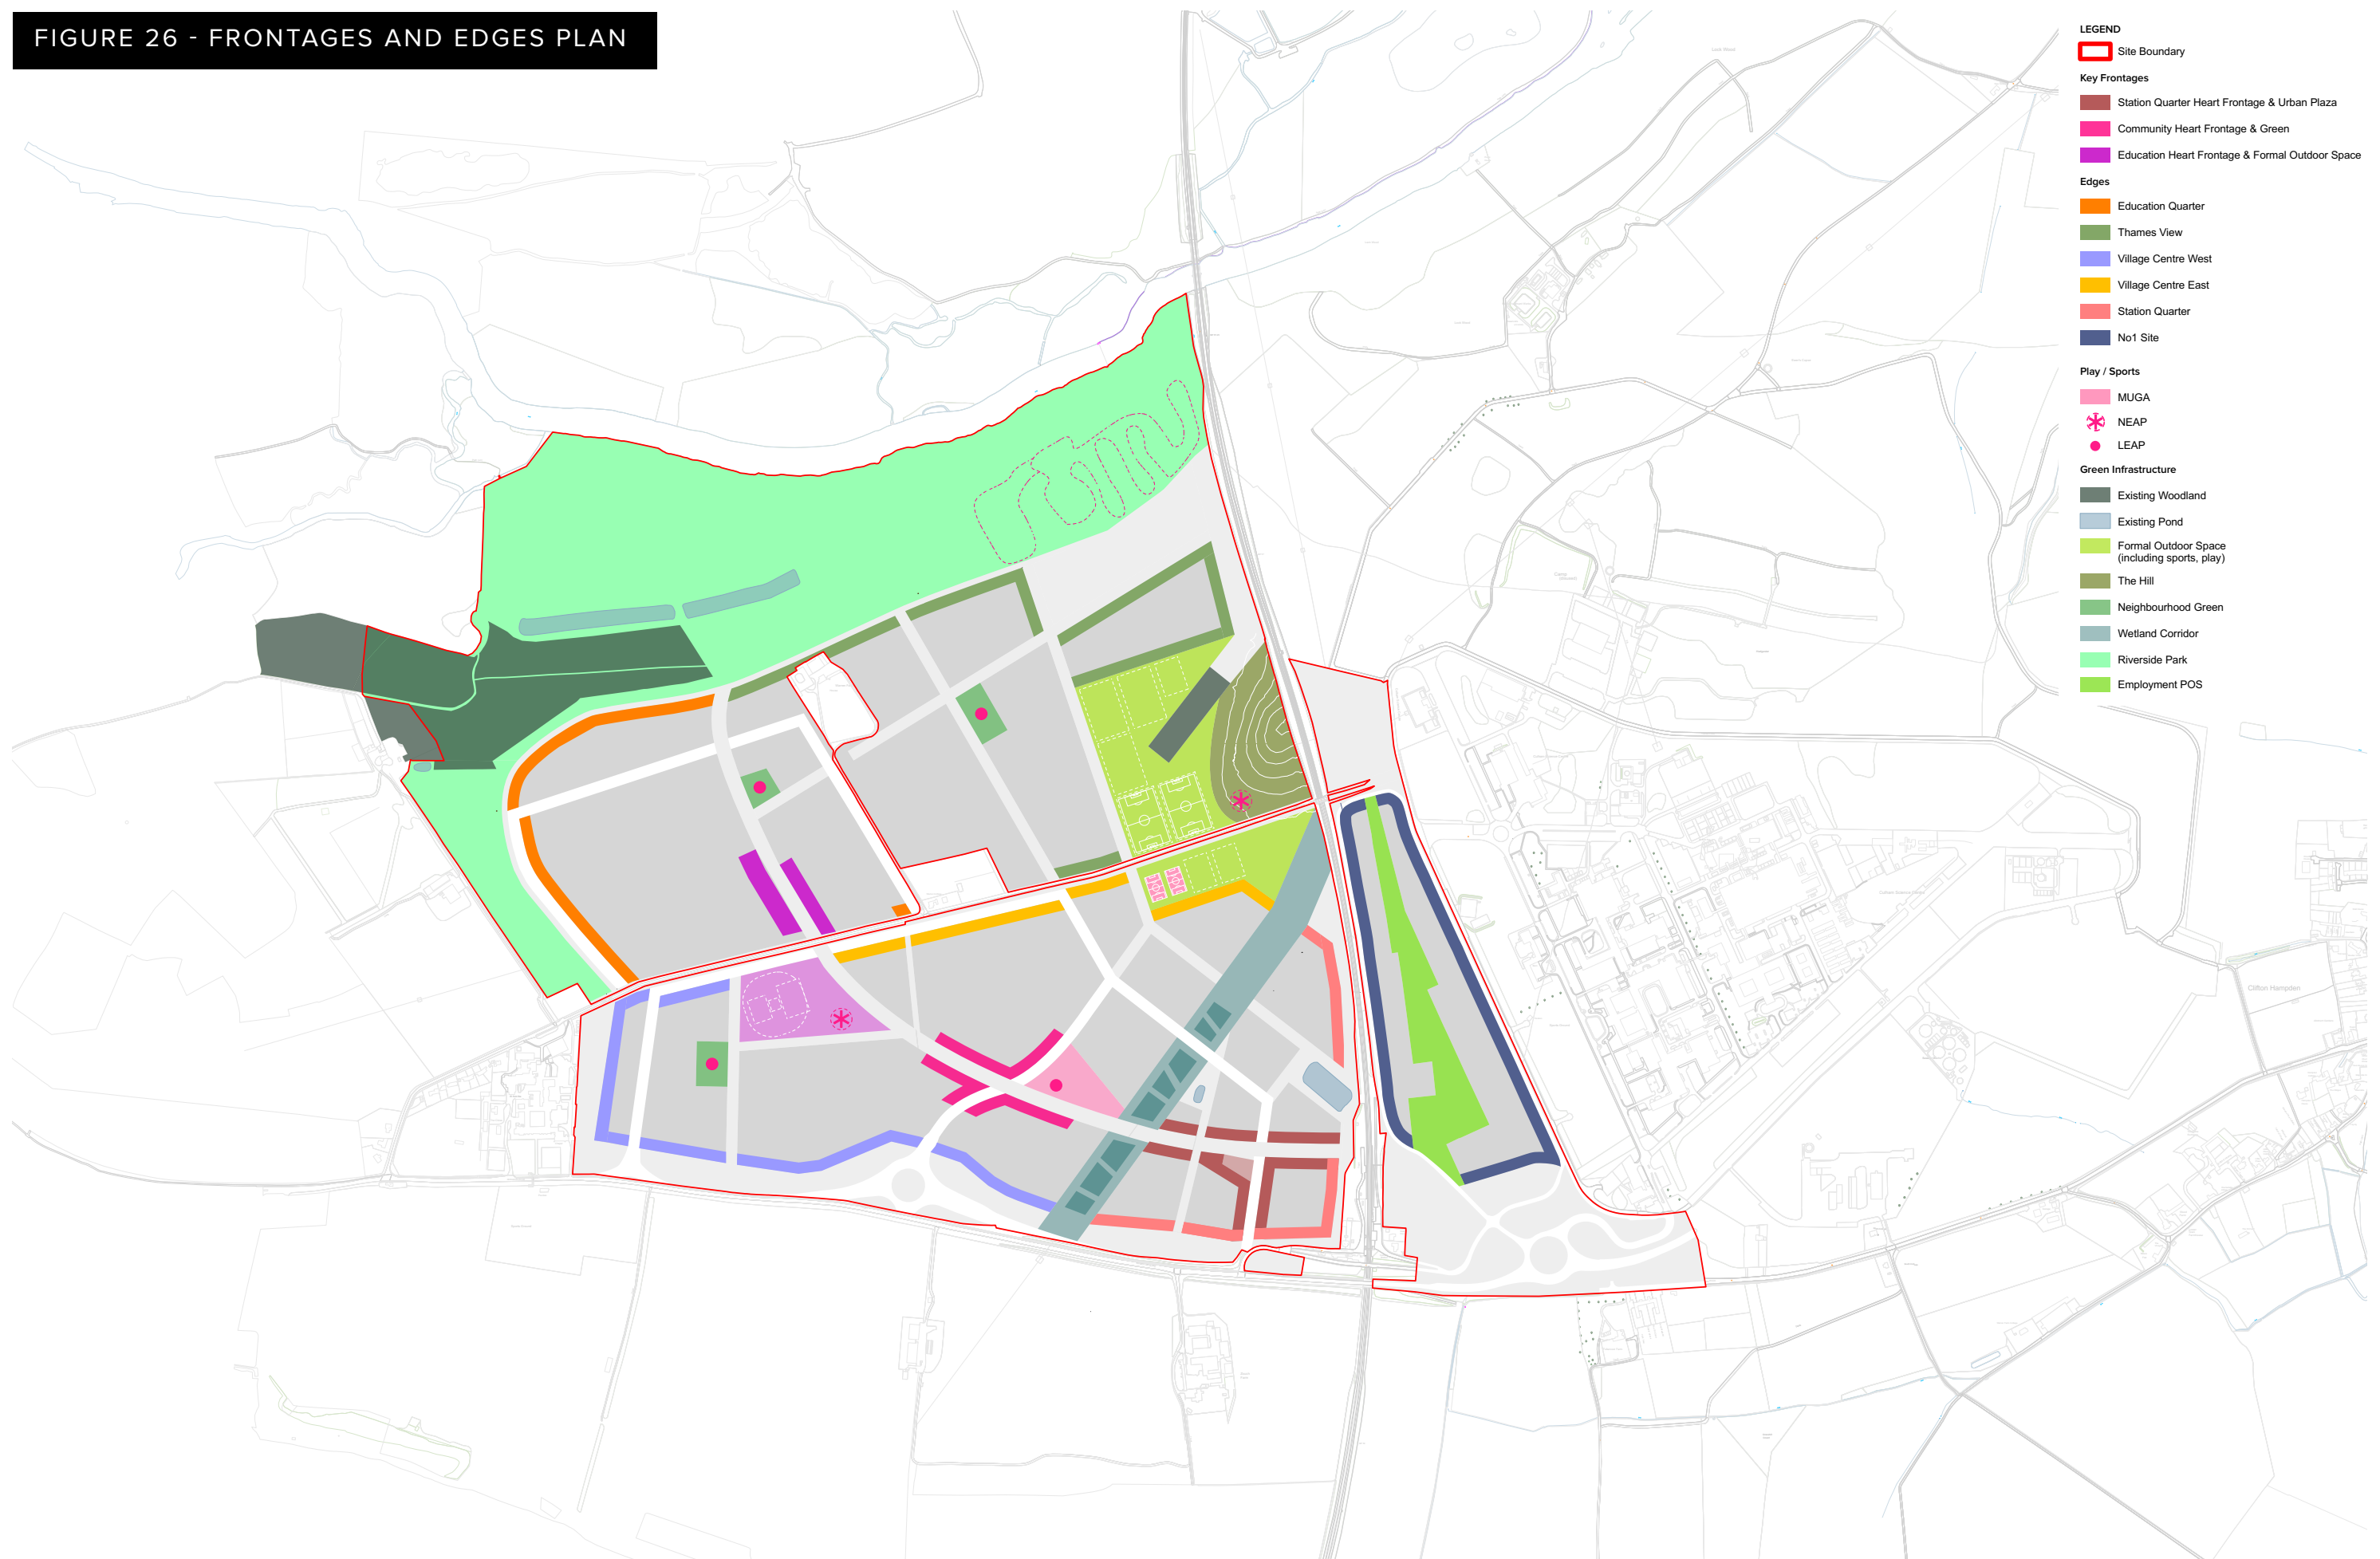 FIGURE 26 - FRONTAGES AND EDGES PLAN
LEGEND
Site Boundary
Key Frontages
Station Quarter Heart Frontage & Urban Plaza
Community Heart Frontage & Green
Education Heart Frontage & Formal Outdoor Space
Edges
Education Quarter
Thames View
Village Centre West
Village Centre East
Station Quarter
No1 Site
Play / Sports
MUGA
NEAP
LEAP
Green Infrastructure
Existing Woodland
Existing Pond
Formal Outdoor Space
(including sports, play)
The Hill
Neighbourhood Green
Wetland Corridor
Riverside Park
Employment POS
Clifton Hampden